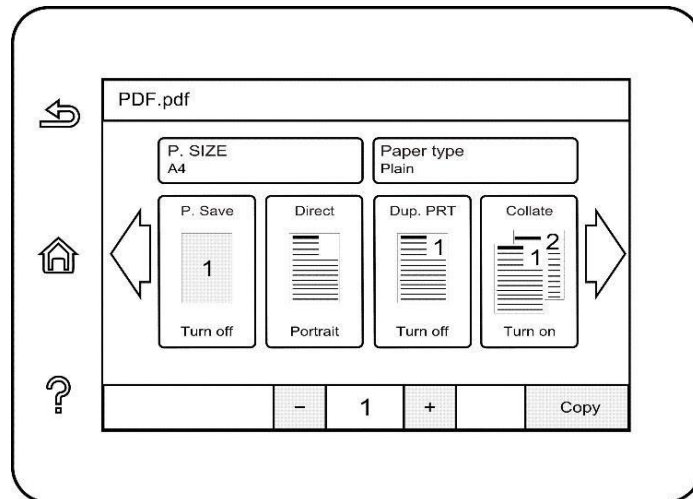 PDF.pdf
P. SIZE
A4
Paper type
Plain
P. Save
1
Turn off
Direct
Portrait
Dup. PRT
1
Turn off
Collate
1 2
Turn on
?
− 1 + Copy